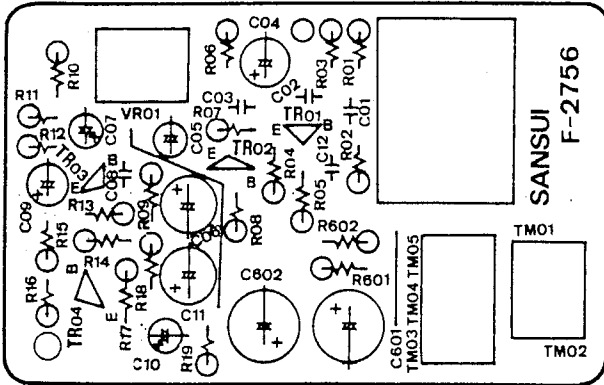 C04
R06
R03
R01
R10
C02
C03
C01
R11
VR01
R07
TR01
E
B
R12
C07
C05
R02
TR03
B
E
TR02
B
C12
R04
E
C08
R05
C09
R13
R09
R08
R15
R14
R602
B
R601
C602
R16
R18
E
R17
C11
TR04
C10
R19
C601
TM03 TM04 TM05
TM01
TM02
SANSUI
F-2756